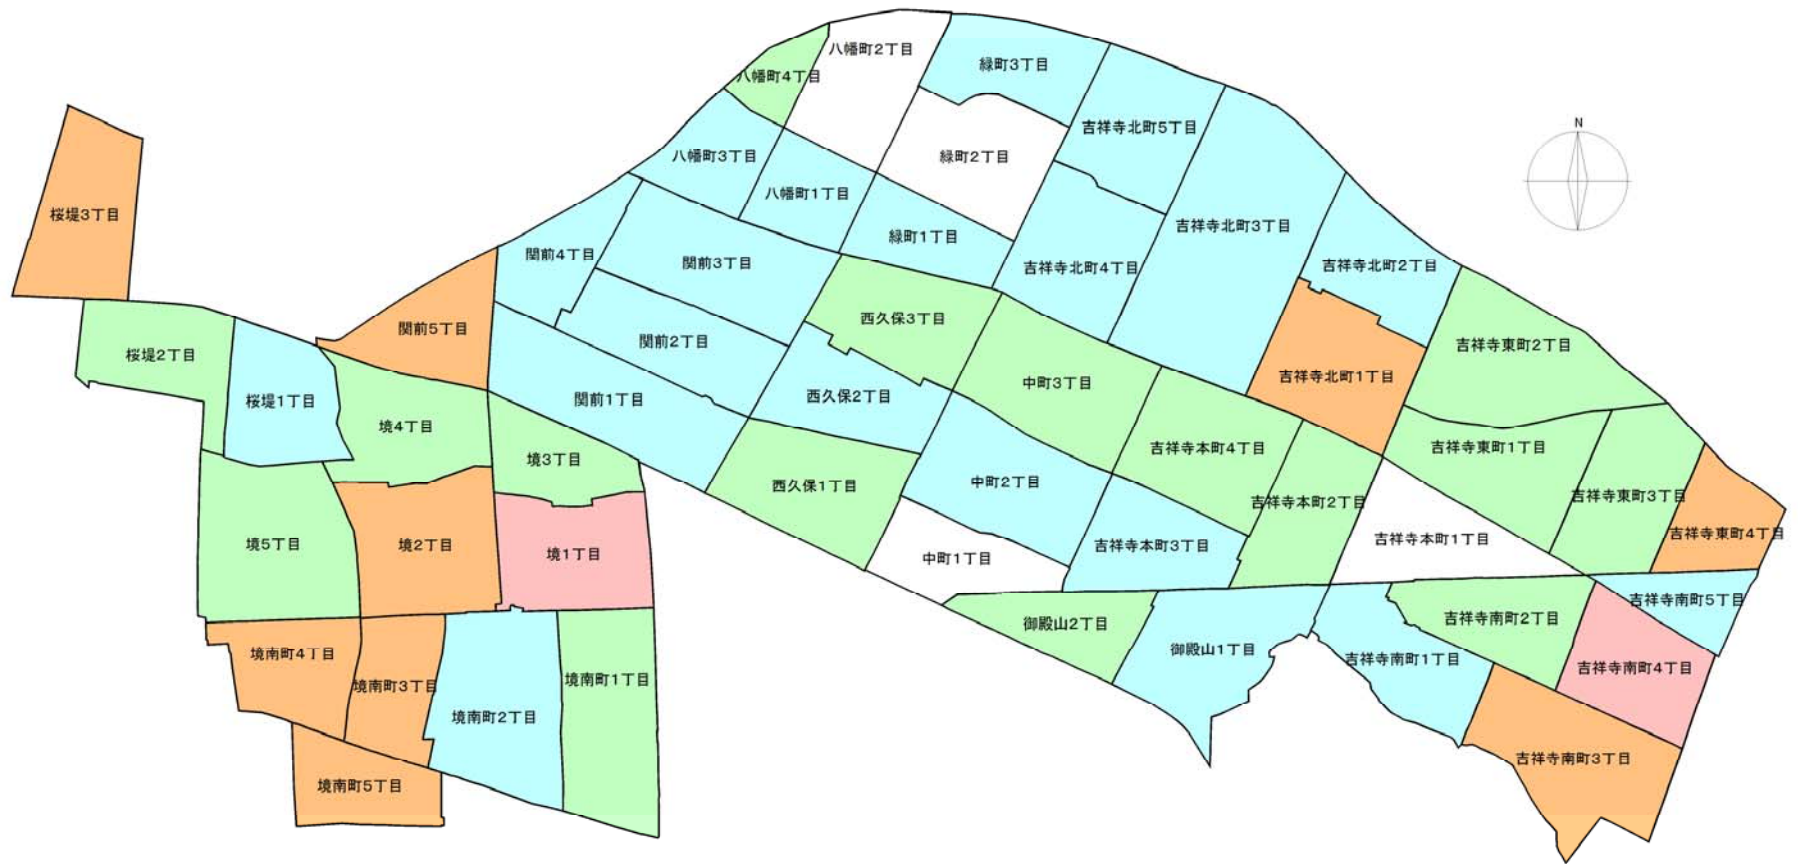 八幡町2丁目
緑町3丁目
八幡町4丁目
N
吉祥寺北町5丁目
八幡町3丁目
緑町2丁目
八幡町1丁目
桜堤3丁目
吉祥寺北町3丁目
緑町1丁目
関前4丁目
関前3丁目
吉祥寺北町4丁目
吉祥寺北町2丁目
西久保3丁目
関前5丁目
関前2丁目
吉祥寺東町2丁目
桜堤2丁目
吉祥寺北町1丁目
中町3丁目
西久保2丁目
桜堤1丁目
関前1丁目
境4丁目
吉祥寺本町4丁目
吉祥寺東町1丁目
境3丁目
中町2丁目
西久保1丁目
吉祥寺東町3丁目
吉祥寺本町2丁目
吉祥寺東町4丁目
吉祥寺本町1丁目
境5丁目
境2丁目
吉祥寺本町3丁目
境1丁目
中町1丁目
吉祥寺南町5丁目
吉祥寺南町2丁目
御殿山2丁目
御殿山1丁目
境南町4丁目
吉祥寺南町1丁目
吉祥寺南町4丁目
境南町1丁目
境南町3丁目
境南町2丁目
吉祥寺南町3丁目
境南町5丁目